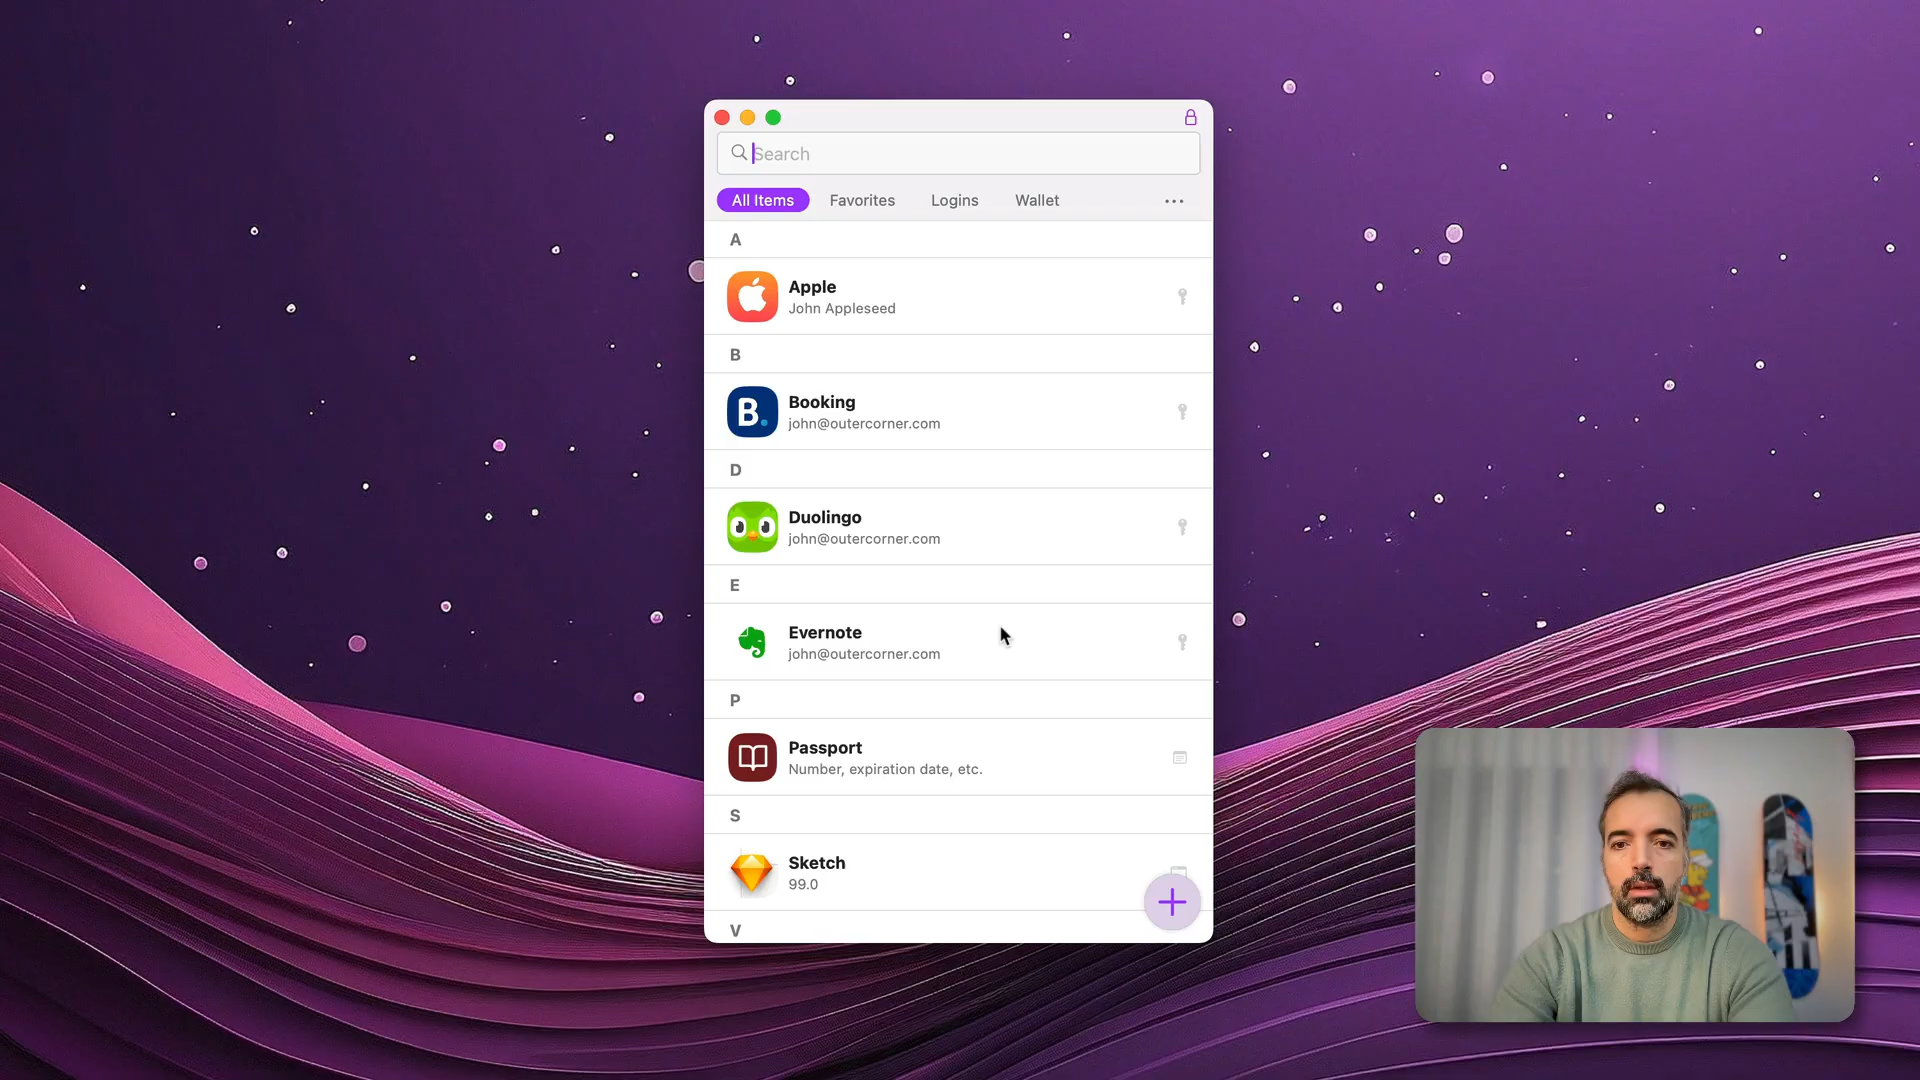 Search
All Items Favorites Logins Wallet
A
Apple
John Appleseed
B
B.
Booking
john@outercorner.com
D
Duolingo
john@outercorner.com
E
Evernote
john@outercorner.com
P
Passport
Number, expiration date, etc.
S
Sketch
99.0
V